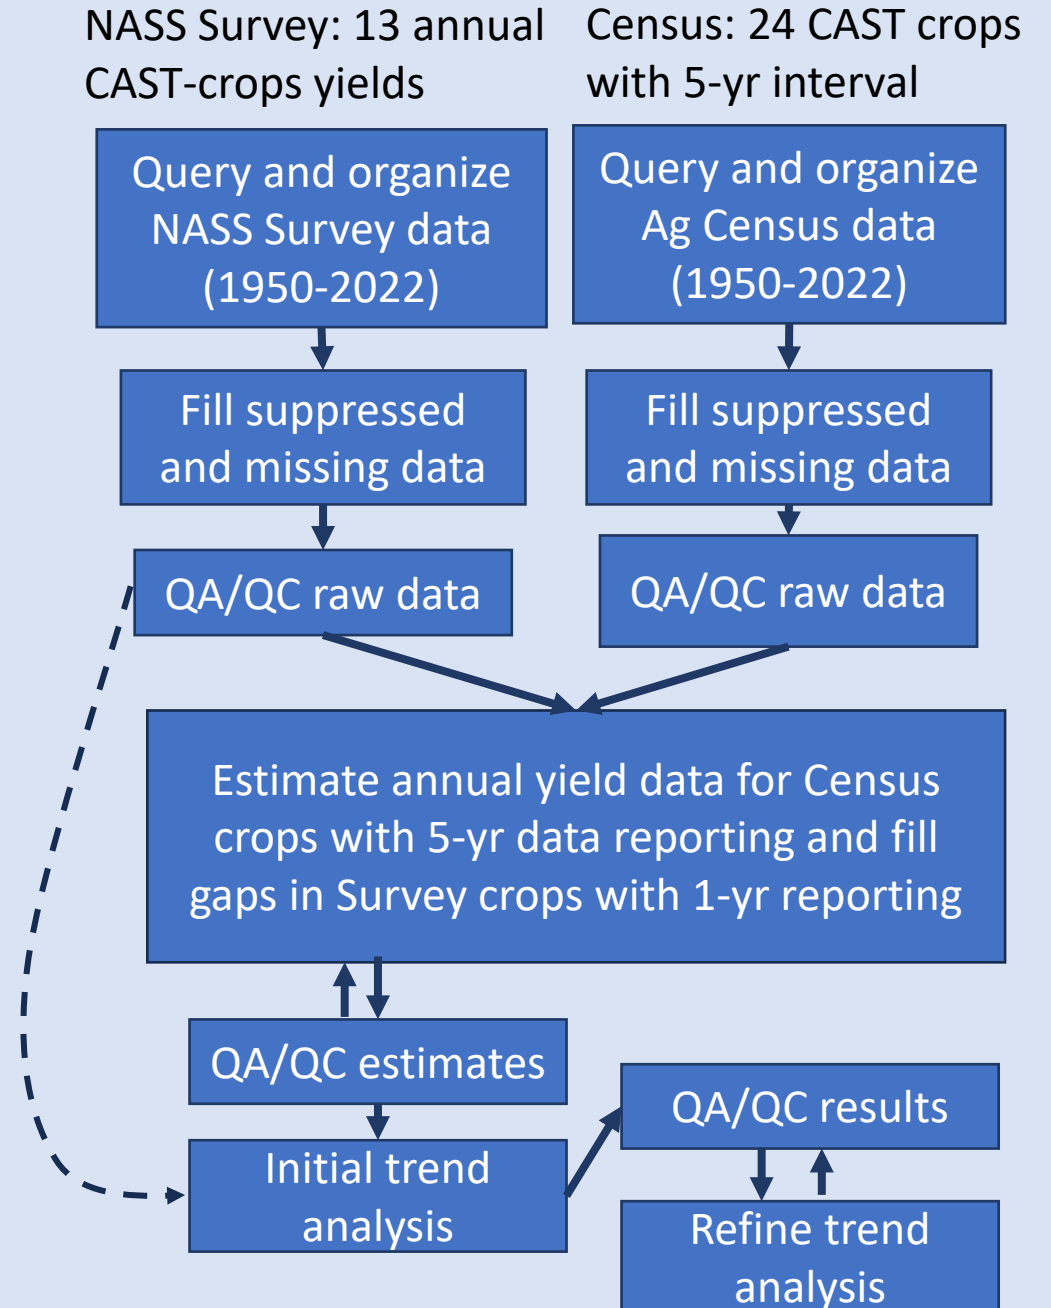 NASS Survey: 13 annual
CAST-crops yields
Census: 24 CAST crops
with 5-yr interval
Query and organize
NASS Survey data
(1950-2022)
Query and organize
Ag Census data
(1950-2022)
Fill suppressed
and missing data
Fill suppressed
and missing data
QA/QC raw data
QA/QC raw data
Estimate annual yield data for Census
crops with 5-yr data reporting and fill
gaps in Survey crops with 1-yr reporting
QA/QC estimates
Initial trend
analysis
QA/QC results
Refine trend
analysis